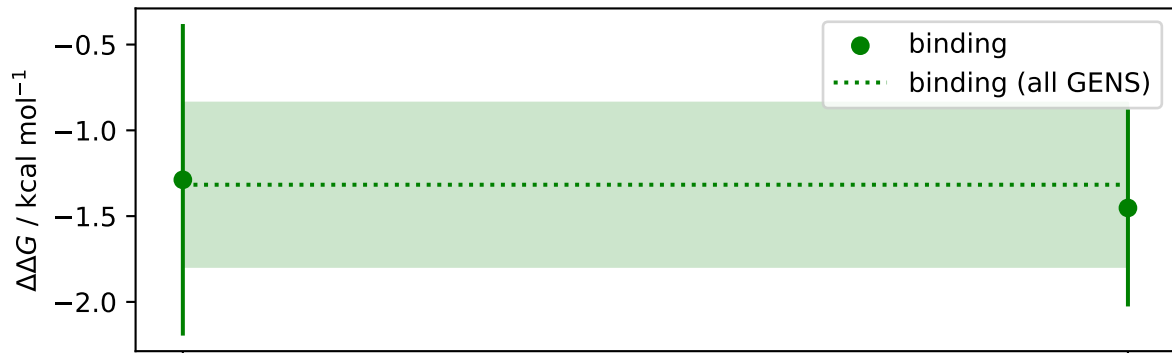 ΔΔG / kcal mol⁻¹
−0.5
−1.0
−1.5
−2.0
binding
binding (all GENS)